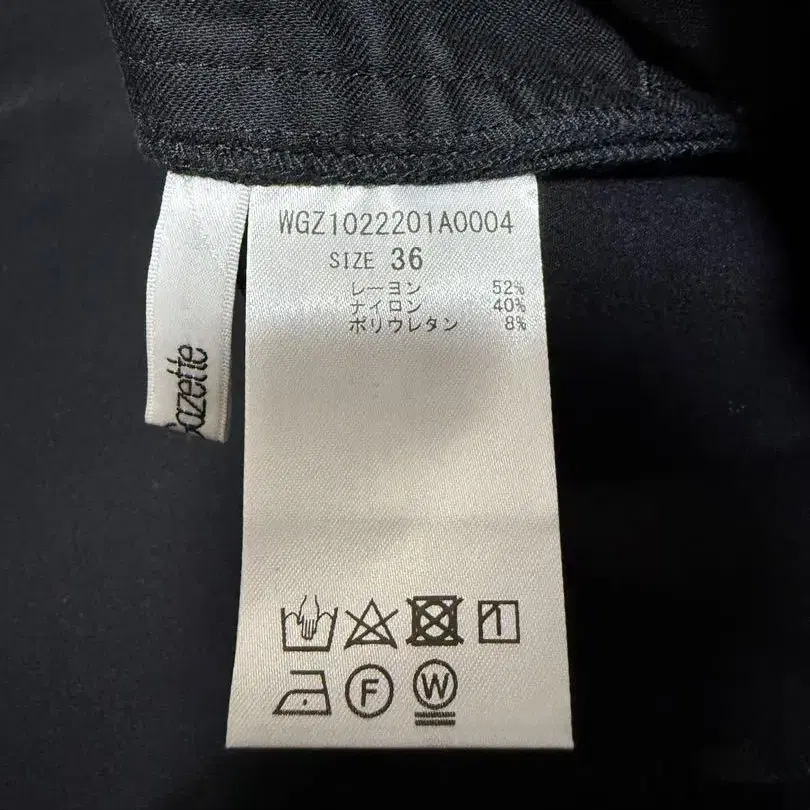 WGZ1022201A0004
SIZE 36
レーヨン 52%
ナイロン 40%
ポリウレタン 8%
Gazette
F
W